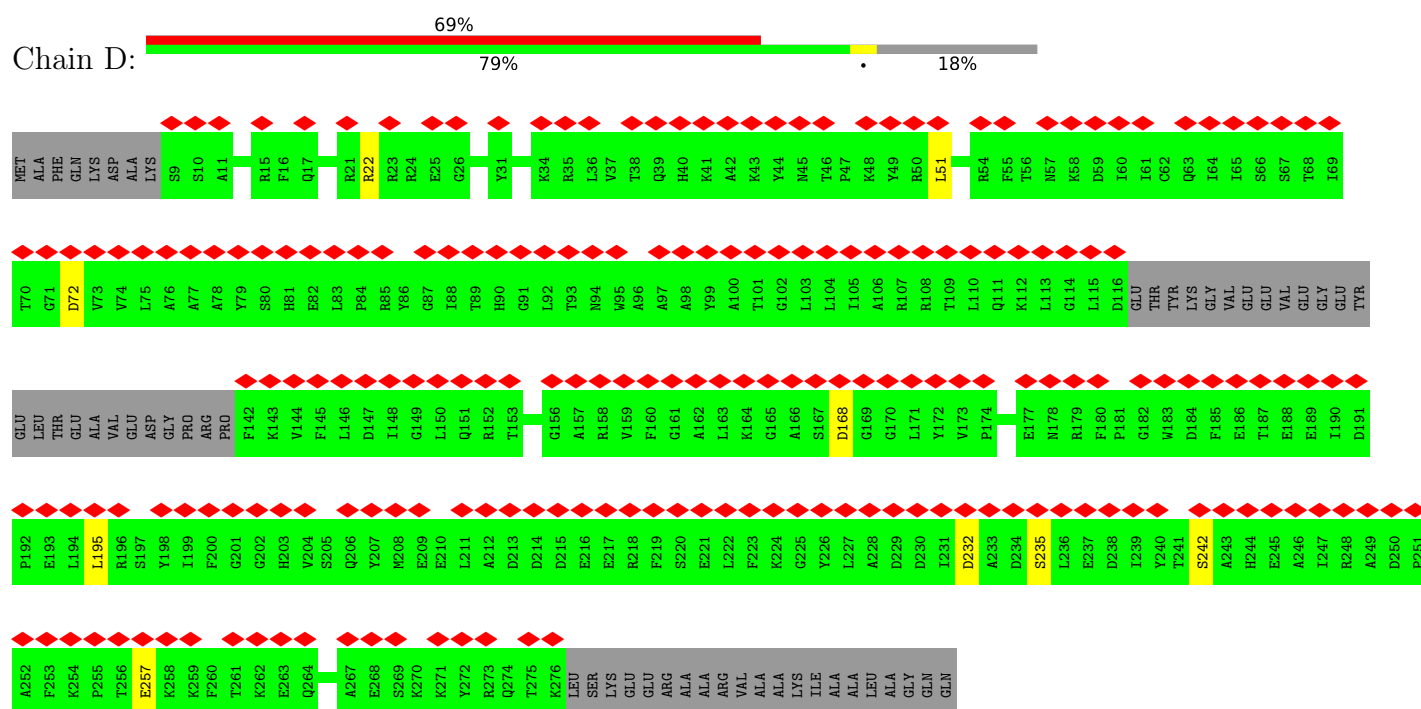 69%
Chain D:
79% • 18%
MET ALA PHE GLN LYS ASP ALA LYS S9 S10 A11 R15 F16 Q17 R21 R22 R23 R24 E25 G26 Y31 K34 R35 L36 V37 T38 Q39 H40 K41 A42 K43 Y44 N45 T46 P47 K48 Y49 R50 L51 R54 F55 T56 N57 K58 D59 I60 I61 C62 Q63 I64 I65 S66 S67 T68 I69
T70 G71 D72 V73 V74 L75 A76 A77 A78 Y79 S80 H81 E82 L83 P84 R85 Y86 G87 I88 T89 H90 G91 L92 T93 N94 W95 A96 A97 A98 Y99 A100 T101 G102 L103 L104 I105 A106 R107 R108 T109 L110 Q111 K112 L113 G114 L115 D116 GLU THR TYR LYS GLY VAL GLU GLU VAL GLU GLY GLU TYR
GLU LEU THR GLU ALA VAL GLU ASP GLY PRO ARG PRO F142 K143 V144 F145 L146 D147 I148 G149 L150 Q151 R152 T153 G156 A157 R158 V159 F160 G161 A162 L163 K164 G165 A166 S167 D168 G169 G170 L171 Y172 V173 P174 E177 N178 R179 F180 P181 G182 W183 D184 F185 E186 T187 E188 E189 I190 D191
P192 E193 L194 L195 R196 S197 Y198 I199 F200 G201 G202 H203 V204 S205 Q206 Y207 M208 E209 E210 L211 A212 D213 D214 D215 E216 E217 R218 F219 S220 E221 L222 F223 K224 G225 Y226 L227 A228 D229 D230 I231 D232 A233 D234 S235 L236 E237 D238 I239 Y240 T241 S242 A243 H244 E245 A246 I247 R248 A249 D250 P251
A252 F253 K254 P255 T256 E257 K258 K259 F260 T261 K262 E263 Q264 A267 E268 S269 K270 K271 Y272 R273 Q274 T275 K276 LEU SER LYS GLU GLU ARG ALA ALA ARG VAL ALA ALA LYS ILE ALA ALA LEU ALA GLY GLN GLN